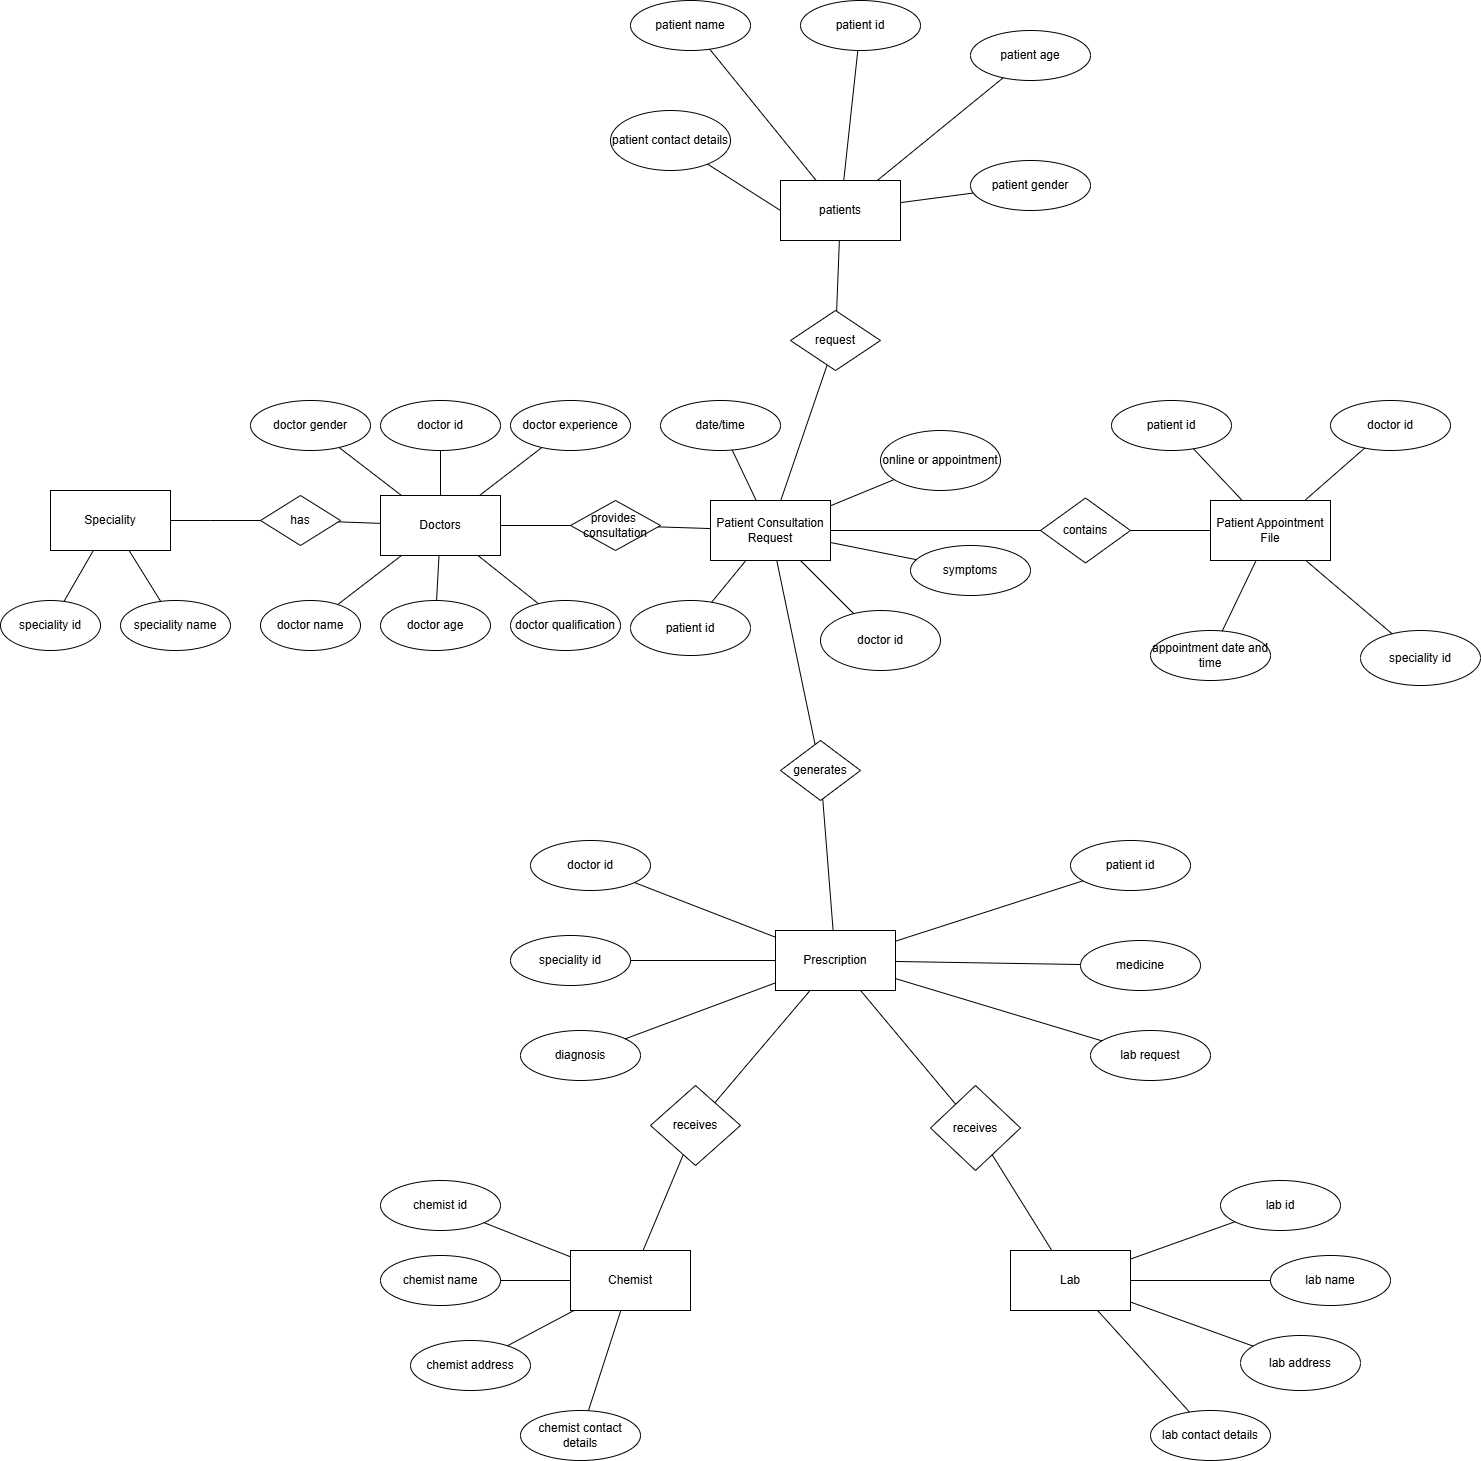 patient name
patient id
patient age
patient contact details
patient gender
patients
request
doctor gender
doctor id
doctor experience
date/time
online or appointment
patient id
doctor id
Speciality
has
Doctors
provides
consultation
Patient Consultation
Request
contains
Patient Appointment
File
symptoms
speciality id
speciality name
doctor name
doctor age
doctor qualification
patient id
doctor id
appointment date and
time
speciality id
generates
doctor id
patient id
speciality id
Prescription
medicine
diagnosis
lab request
receives
receives
chemist id
lab id
chemist name
Chemist
Lab
lab name
chemist address
lab address
chemist contact
details
lab contact details